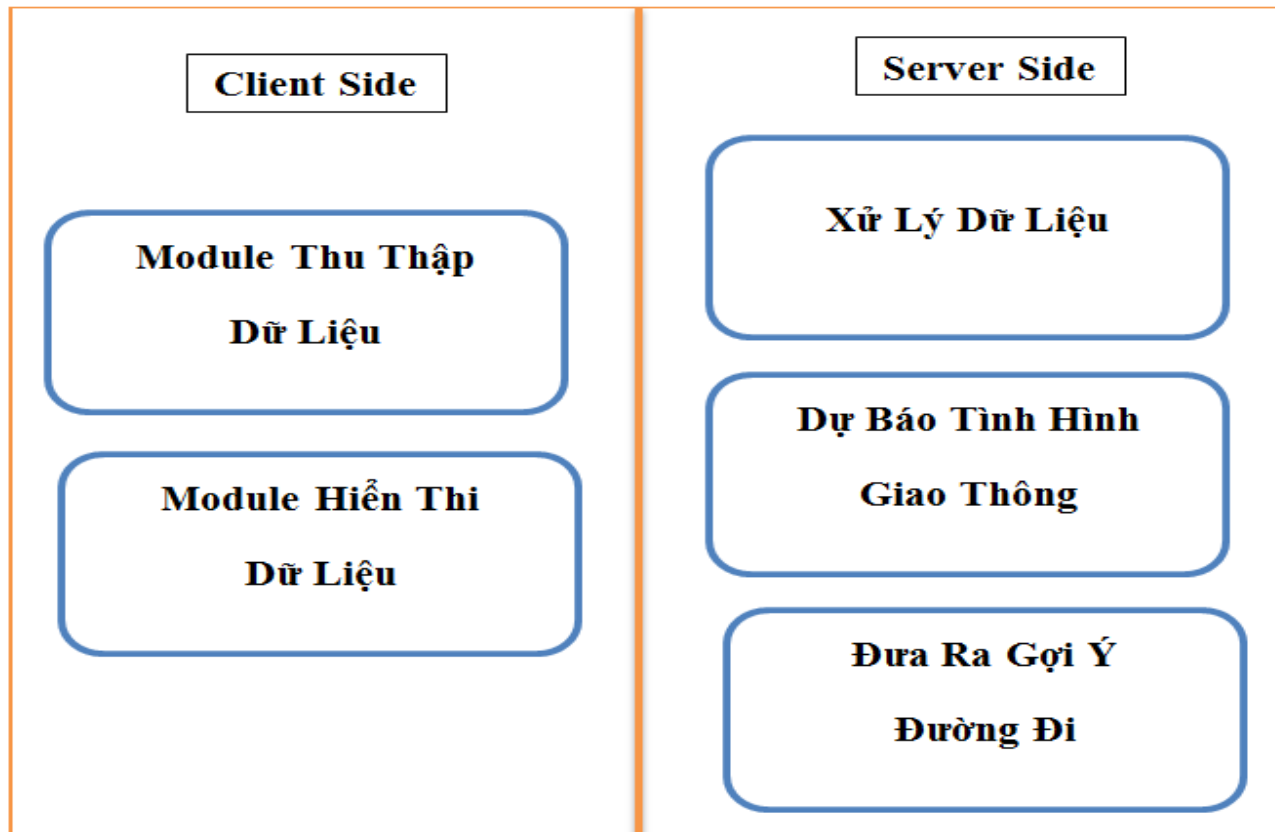 Client Side
Module Thu Thập
Dữ Liệu
Module Hiển Thi
Dữ Liệu
Server Side
Xử Lý Dữ Liệu
Dự Báo Tình Hình
Giao Thông
Đưa Ra Gợi Ý
Đường Đi